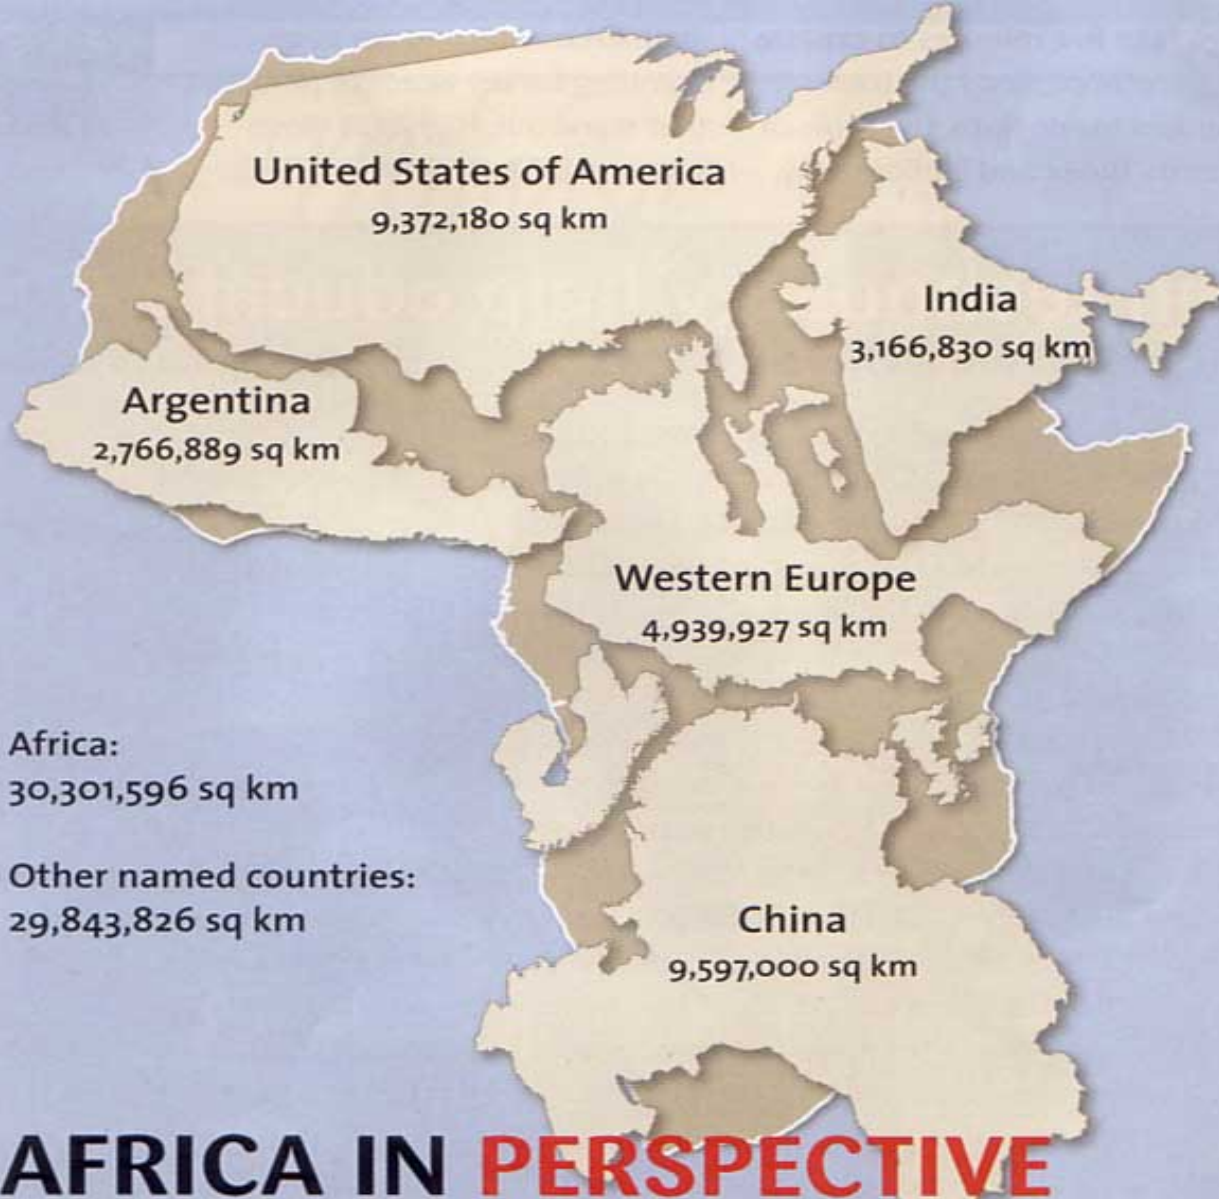 United States of America
9,372,180 sq km
India
3,166,830 sq km
Argentina
2,766,889 sq km
Western Europe
4,939,927 sq km
Africa:
30,301,596 sq km
Other named countries:
29,843,826 sq km
China
9,597,000 sq km
AFRICA IN PERSPECTIVE